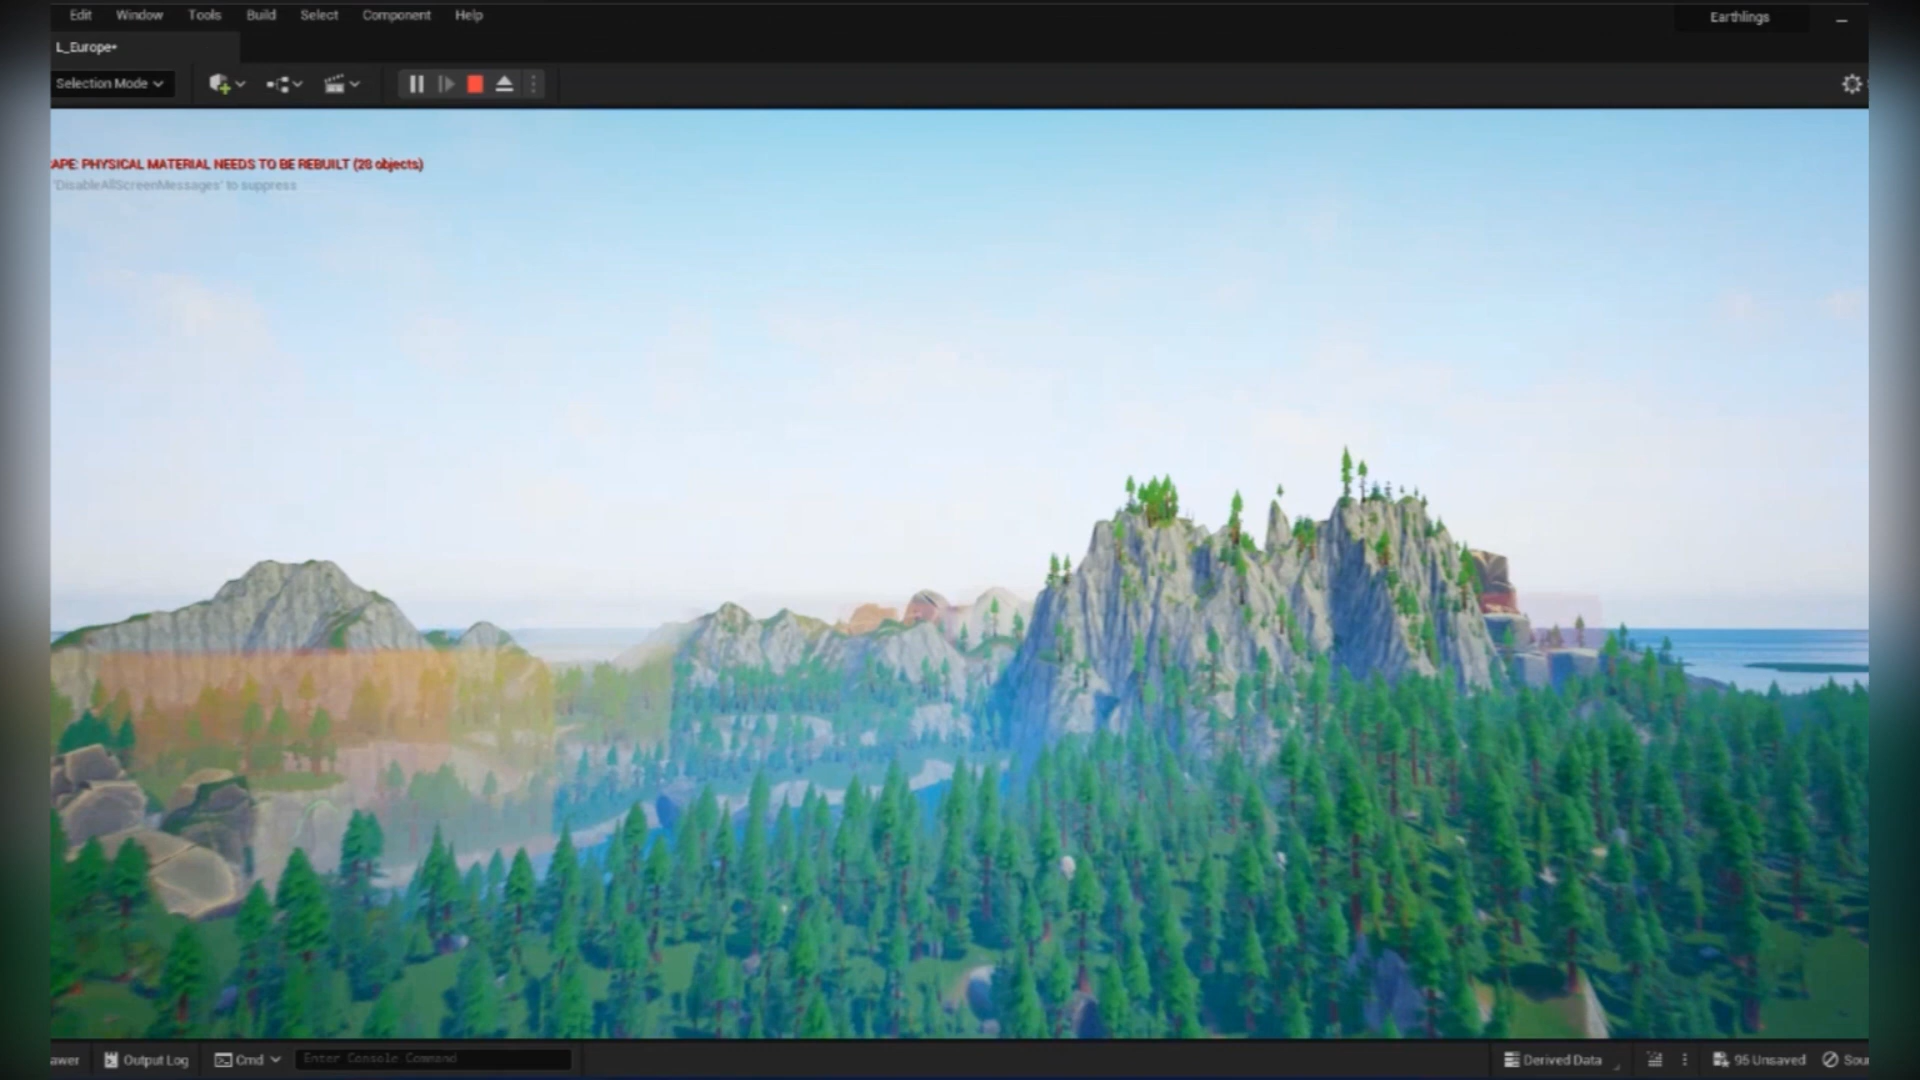 Edit Window Tools Build Select Component Help
Earthlings
L_Europe*
Selection Mode
APE: PHYSICAL MATERIAL NEEDS TO BE REBUILT (28 objects)
'DisableAllScreenMessages' to suppress
awer
Output Log
Cmd
Enter Console Command
Derived Data
95 Unsaved
Sou